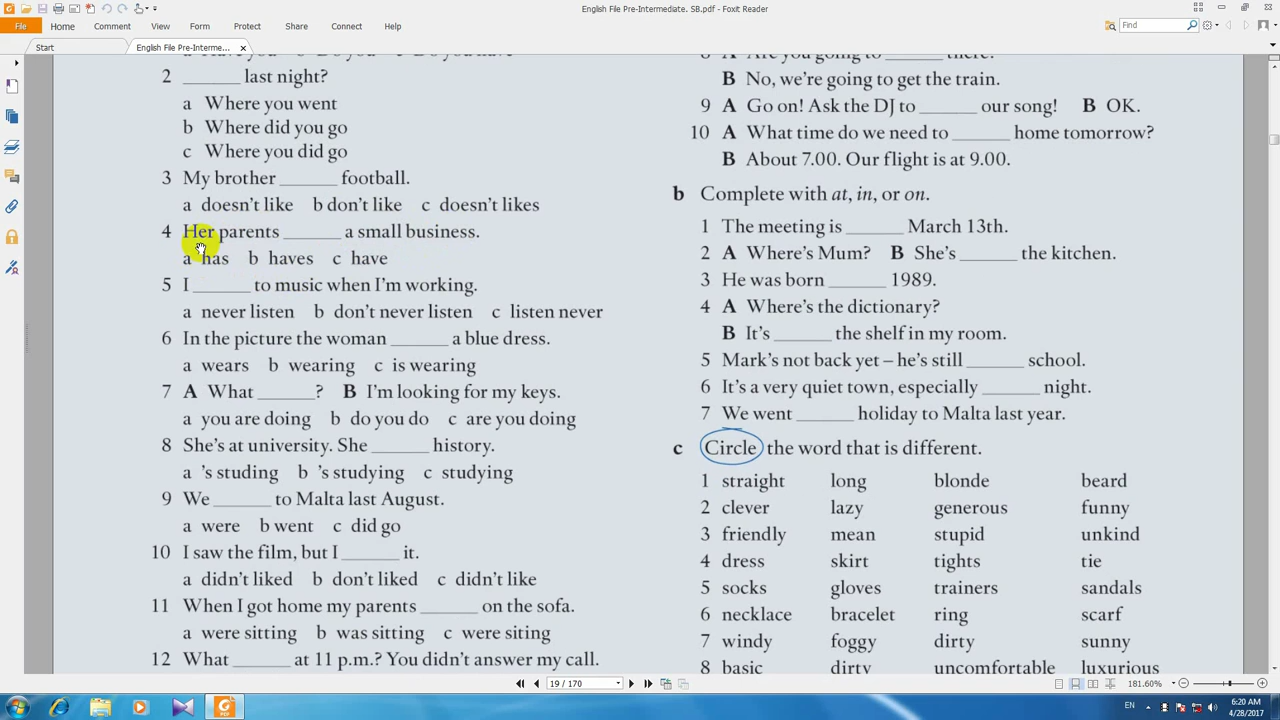 English File Pre-Intermediate. SB.pdf - Foxit Reader
File Home Comment View Form Protect Share Connect Help
Find
Start
English File Pre-Interme...
2 ______ last night?
a Where you went
b Where did you go
c Where you did go
3 My brother ______ football.
a doesn't like b don't like c doesn't likes
4 Her parents ______ a small business.
a has b haves c have
5 I ______ to music when I'm working.
a never listen b don't never listen c listen never
6 In the picture the woman ______ a blue dress.
a wears b wearing c is wearing
7 A What ______? B I'm looking for my keys.
a you are doing b do you do c are you doing
8 She's at university. She ______ history.
a 's studing b 's studying c studying
9 We ______ to Malta last August.
a were b went c did go
10 I saw the film, but I ______ it.
a didn't liked b don't liked c didn't like
11 When I got home my parents ______ on the sofa.
a were sitting b was sitting c were siting
12 What ______ at 11 p.m.? You didn't answer my call.
B No, we're going to get the train.
9 A Go on! Ask the DJ to ______ our song! B OK.
10 A What time do we need to ______ home tomorrow?
B About 7.00. Our flight is at 9.00.
b Complete with at, in, or on.
1 The meeting is ______ March 13th.
2 A Where's Mum? B She's ______ the kitchen.
3 He was born ______ 1989.
4 A Where's the dictionary?
B It's ______ the shelf in my room.
5 Mark's not back yet – he's still ______ school.
6 It's a very quiet town, especially ______ night.
7 We went ______ holiday to Malta last year.
c Circle the word that is different.
1 straight long blonde beard
2 clever lazy generous funny
3 friendly mean stupid unkind
4 dress skirt tights tie
5 socks gloves trainers sandals
6 necklace bracelet ring scarf
7 windy foggy dirty sunny
8 basic dirty uncomfortable luxurious
19 / 170
181.60%
EN
6:20 AM
4/28/2017